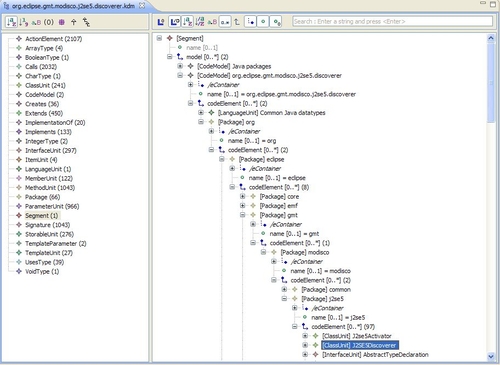 org.eclipse.gmt.modisco.j2se5.discoverer.kdm
Search : Enter a string and press <Enter>
ActionElement (2107)
ArrayType (4)
BooleanType (1)
Calls (2032)
CharType (1)
ClassUnit (241)
CodeModel (2)
Creates (36)
Extends (450)
ImplementationOf (20)
Implements (133)
IntegerType (2)
InterfaceUnit (297)
ItemUnit (4)
LanguageUnit (1)
MemberUnit (122)
MethodUnit (1043)
Package (66)
ParameterUnit (966)
Segment (1)
Signature (1043)
StorableUnit (276)
TemplateParameter (2)
TemplateUnit (27)
UsesType (39)
VoidType (1)
[Segment]
name [0..1]
model [0..*] (2)
[CodeModel] Java packages
[CodeModel] org.eclipse.gmt.modisco.j2se5.discoverer
/eContainer
name [0..1] = org.eclipse.gmt.modisco.j2se5.discoverer
codeElement [0..*] (2)
[LanguageUnit] Common Java datatypes
[Package] org
/eContainer
name [0..1] = org
codeElement [0..*] (2)
[Package] eclipse
/eContainer
name [0..1] = eclipse
codeElement [0..*] (8)
[Package] core
[Package] emf
[Package] gmt
/eContainer
name [0..1] = gmt
codeElement [0..*] (1)
[Package] modisco
/eContainer
name [0..1] = modisco
codeElement [0..*] (2)
[Package] common
[Package] j2se5
/eContainer
name [0..1] = j2se5
codeElement [0..*] (97)
[ClassUnit] J2se5Activator
[ClassUnit] J2SE5Discoverer
[InterfaceUnit] AbstractTypeDeclaration